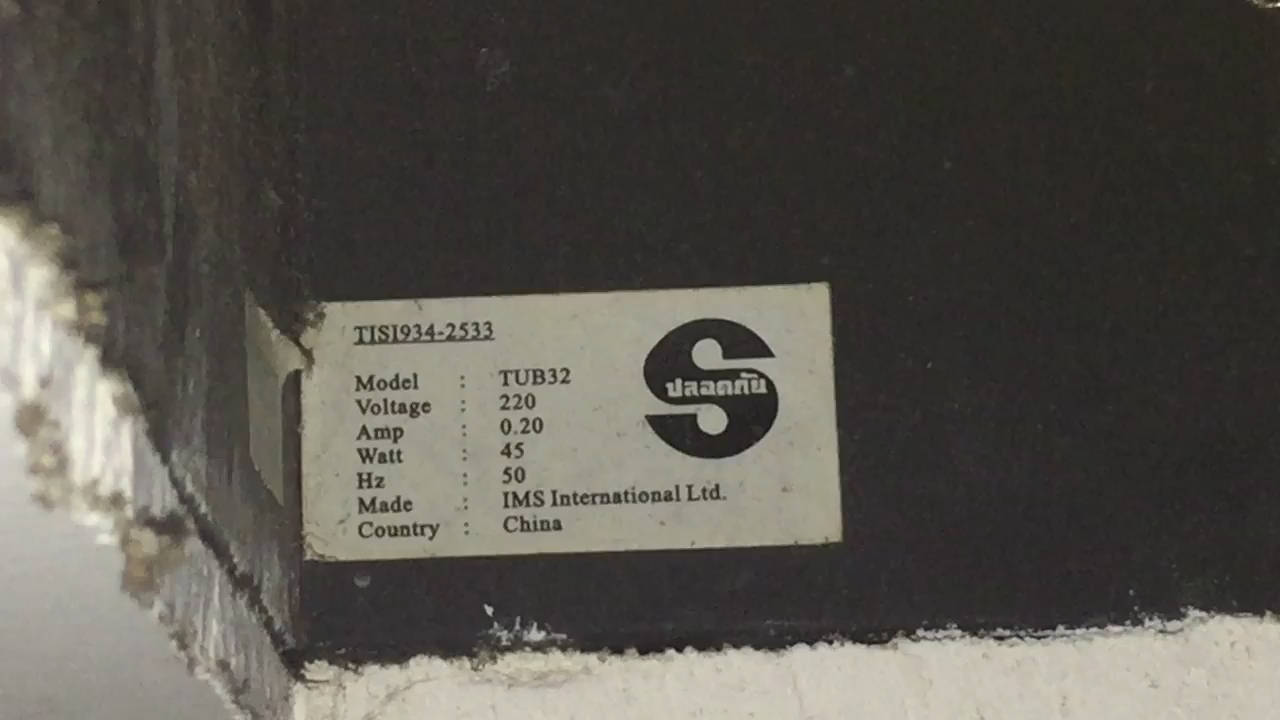 TISI934-2533
Model : TUB32
Voltage : 220
Amp : 0.20
Watt : 45
Hz : 50
Made : IMS International Ltd.
Country : China
ปลอดภัย